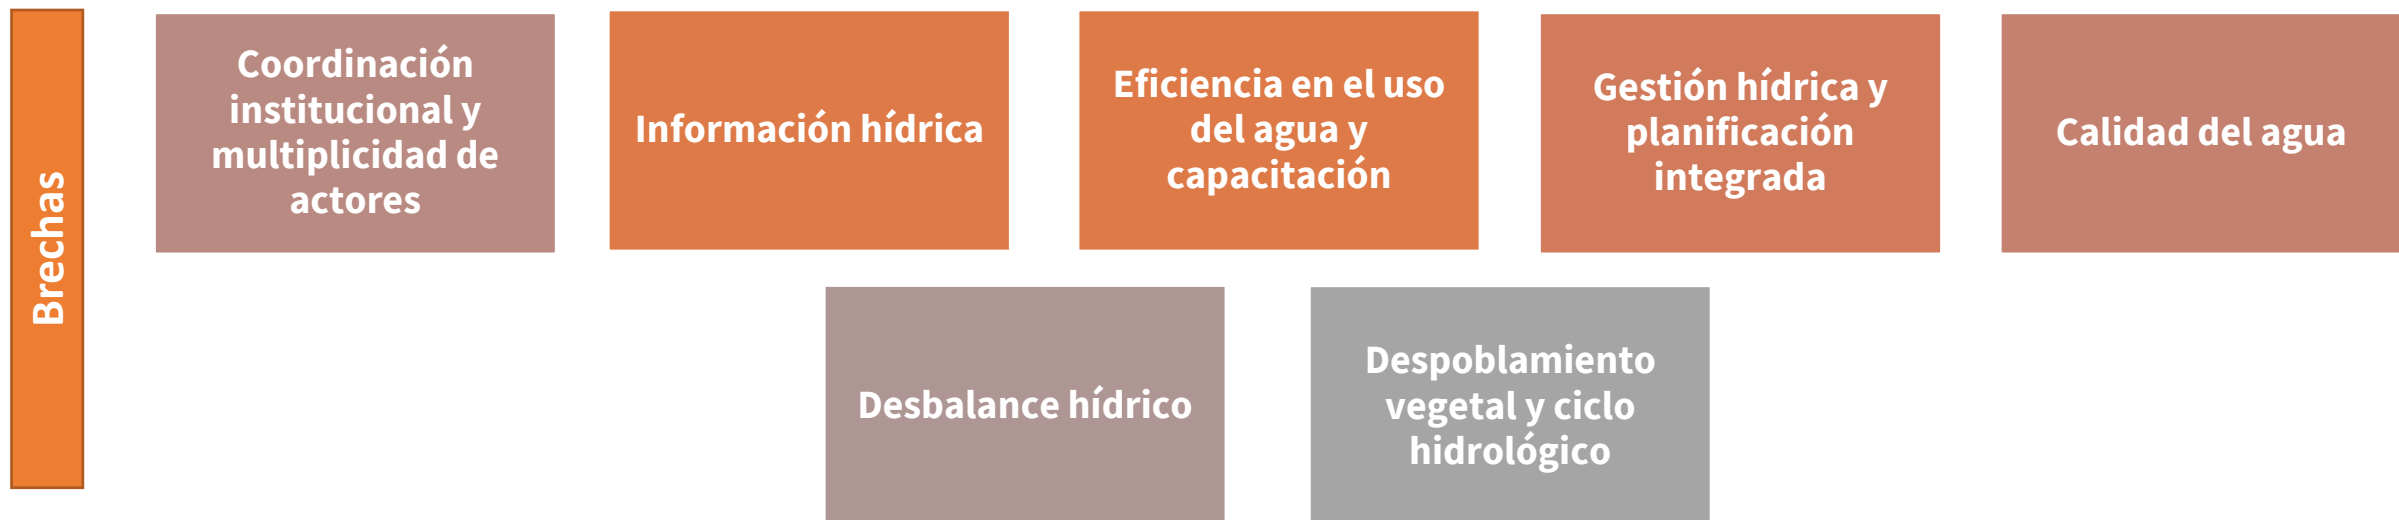 Brechas
Coordinación
institucional y
multiplicidad de
actores
Información hídrica
Eficiencia en el uso
del agua y
capacitación
Gestión hídrica y
planificación
integrada
Calidad del agua
Desbalance hídrico
Despoblamiento
vegetal y ciclo
hidrológico